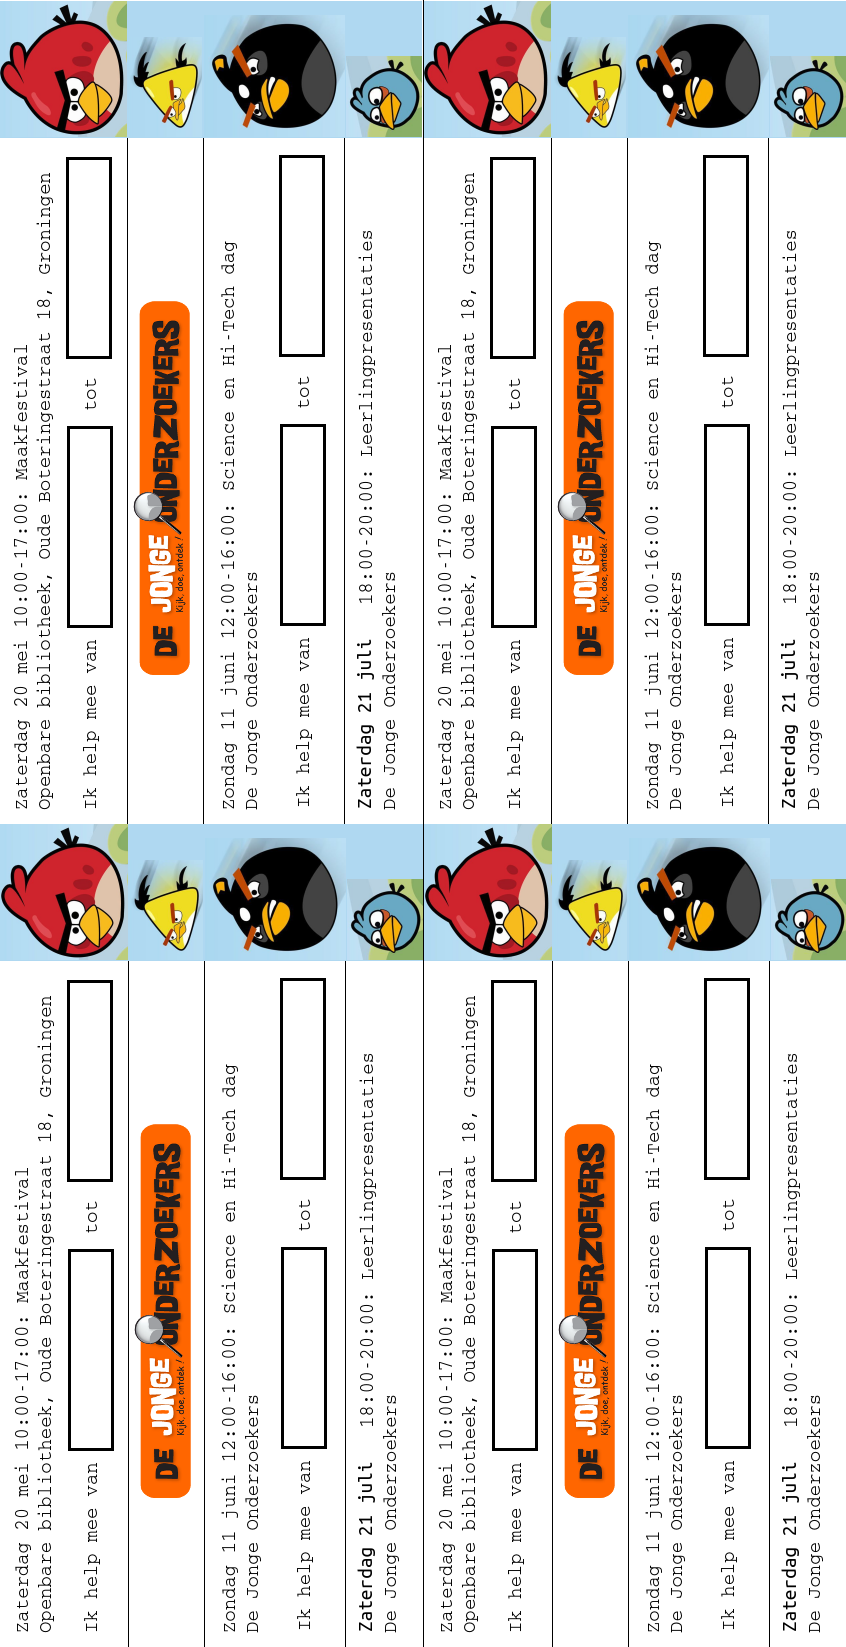 Zaterdag 20 mei 10:00-17:00: Maakfestival
Openbare bibliotheek, Oude Boteringestraat 18, Groningen
Ik help mee van tot
DE JONGE ONDERZOEKERS
Kijk, doe, ontdek!
Zondag 11 juni 12:00-16:00: Science en Hi-Tech dag
De Jonge Onderzoekers
Ik help mee van tot
Zaterdag 21 juli 18:00-20:00: Leerlingpresentaties
De Jonge Onderzoekers
Zaterdag 20 mei 10:00-17:00: Maakfestival
Openbare bibliotheek, Oude Boteringestraat 18, Groningen
Ik help mee van tot
DE JONGE ONDERZOEKERS
Kijk, doe, ontdek!
Zondag 11 juni 12:00-16:00: Science en Hi-Tech dag
De Jonge Onderzoekers
Ik help mee van tot
Zaterdag 21 juli 18:00-20:00: Leerlingpresentaties
De Jonge Onderzoekers
Zaterdag 20 mei 10:00-17:00: Maakfestival
Openbare bibliotheek, Oude Boteringestraat 18, Groningen
Ik help mee van tot
DE JONGE ONDERZOEKERS
Kijk, doe, ontdek!
Zondag 11 juni 12:00-16:00: Science en Hi-Tech dag
De Jonge Onderzoekers
Ik help mee van tot
Zaterdag 21 juli 18:00-20:00: Leerlingpresentaties
De Jonge Onderzoekers
Zaterdag 20 mei 10:00-17:00: Maakfestival
Openbare bibliotheek, Oude Boteringestraat 18, Groningen
Ik help mee van tot
DE JONGE ONDERZOEKERS
Kijk, doe, ontdek!
Zondag 11 juni 12:00-16:00: Science en Hi-Tech dag
De Jonge Onderzoekers
Ik help mee van tot
Zaterdag 21 juli 18:00-20:00: Leerlingpresentaties
De Jonge Onderzoekers